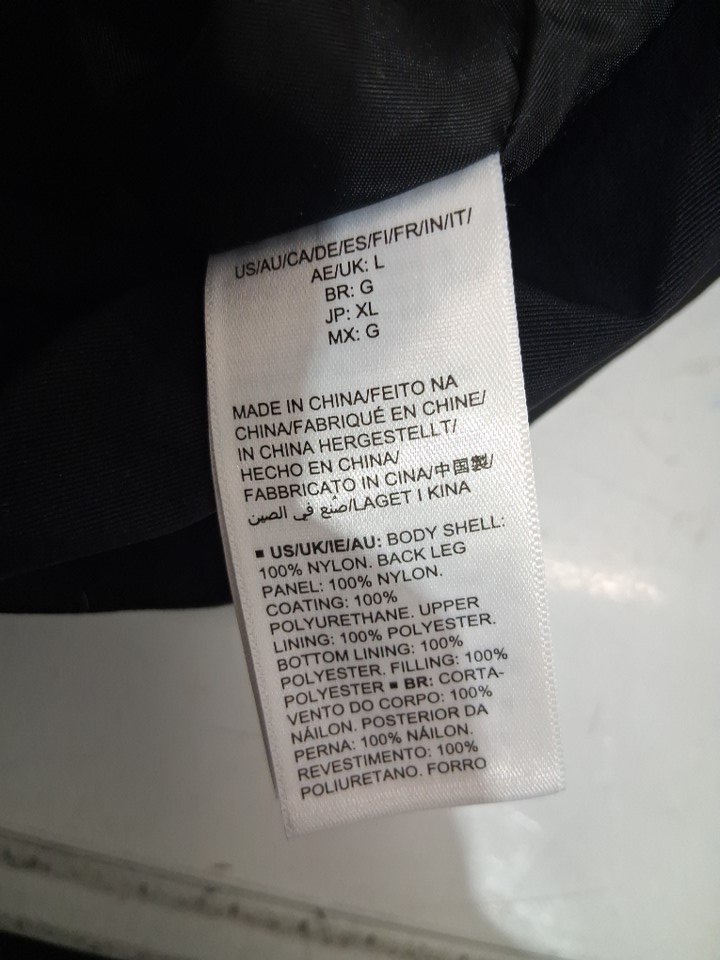 US/AU/CA/DE/ES/FI/FR/IN/IT/
AE/UK: L
BR: G
JP: XL
MX: G
MADE IN CHINA/FEITO NA
CHINA/FABRIQUÉ EN CHINE/
IN CHINA HERGESTELLT/
HECHO EN CHINA/
FABBRICATO IN CINA/中国製/
صُنع في الصين/LAGET I KINA
▪ US/UK/IE/AU: BODY SHELL:
100% NYLON. BACK LEG
PANEL: 100% NYLON.
COATING: 100%
POLYURETHANE. UPPER
LINING: 100% POLYESTER.
BOTTOM LINING: 100%
POLYESTER. FILLING: 100%
POLYESTER ▪ BR: CORTA-
VENTO DO CORPO: 100%
NÁILON. POSTERIOR DA
PERNA: 100% NÁILON.
REVESTIMENTO: 100%
POLIURETANO. FORRO